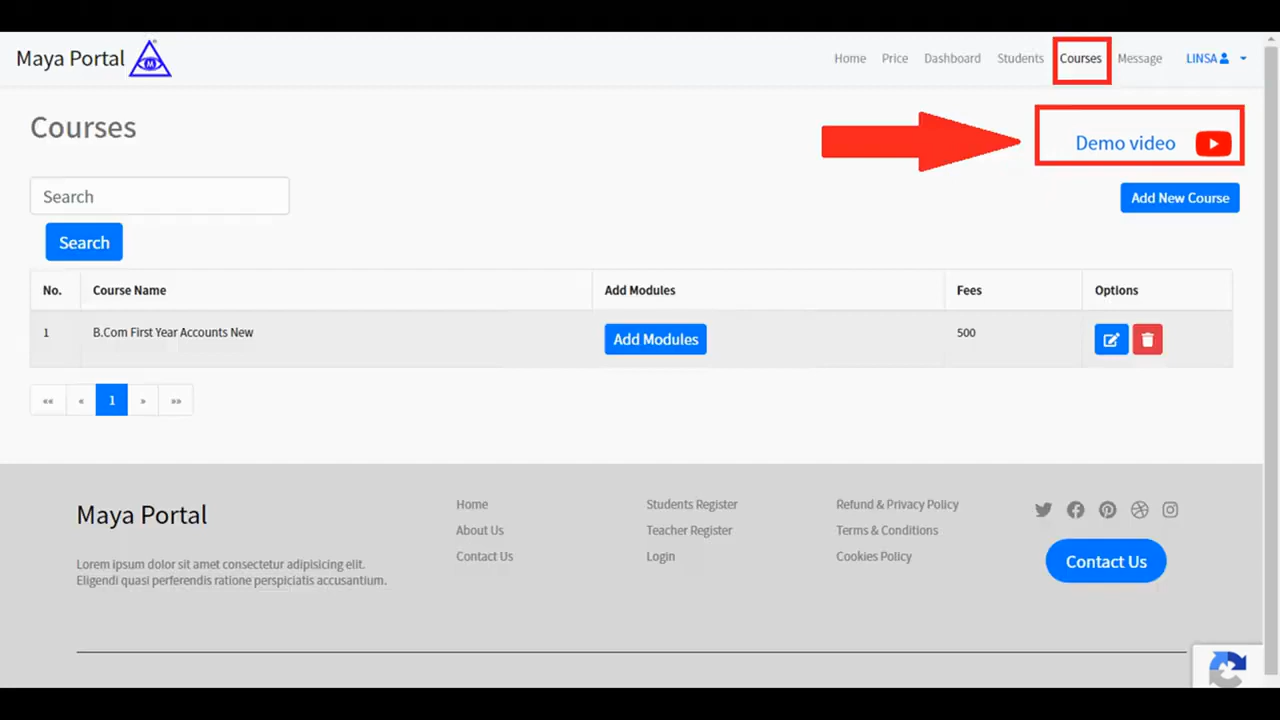 Maya Portal
Home Price Dashboard Students Courses Message LINSA
Courses
Demo video
Search
Add New Course
Search
No. Course Name Add Modules Fees Options
1 B.Com First Year Accounts New Add Modules 500
«« « 1 » »»
Maya Portal
Lorem ipsum dolor sit amet consectetur adipisicing elit.
Eligendi quasi perferendis ratione perspiciatis accusantium.
Home
About Us
Contact Us
Students Register
Teacher Register
Login
Refund & Privacy Policy
Terms & Conditions
Cookies Policy
Contact Us